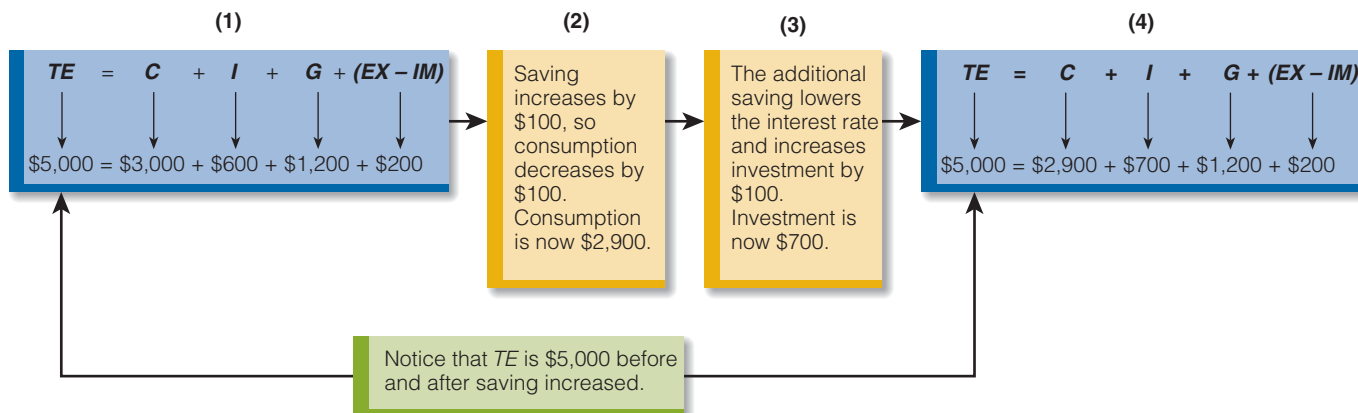 (1)
TE = C + I + G + (EX – IM)
$5,000 = $3,000 + $600 + $1,200 + $200
(2)
Saving
increases by
$100, so
consumption
decreases by
$100.
Consumption
is now $2,900.
(3)
The additional
saving lowers
the interest rate
and increases
investment by
$100.
Investment is
now $700.
(4)
TE = C + I + G + (EX – IM)
$5,000 = $2,900 + $700 + $1,200 + $200
Notice that TE is $5,000 before
and after saving increased.